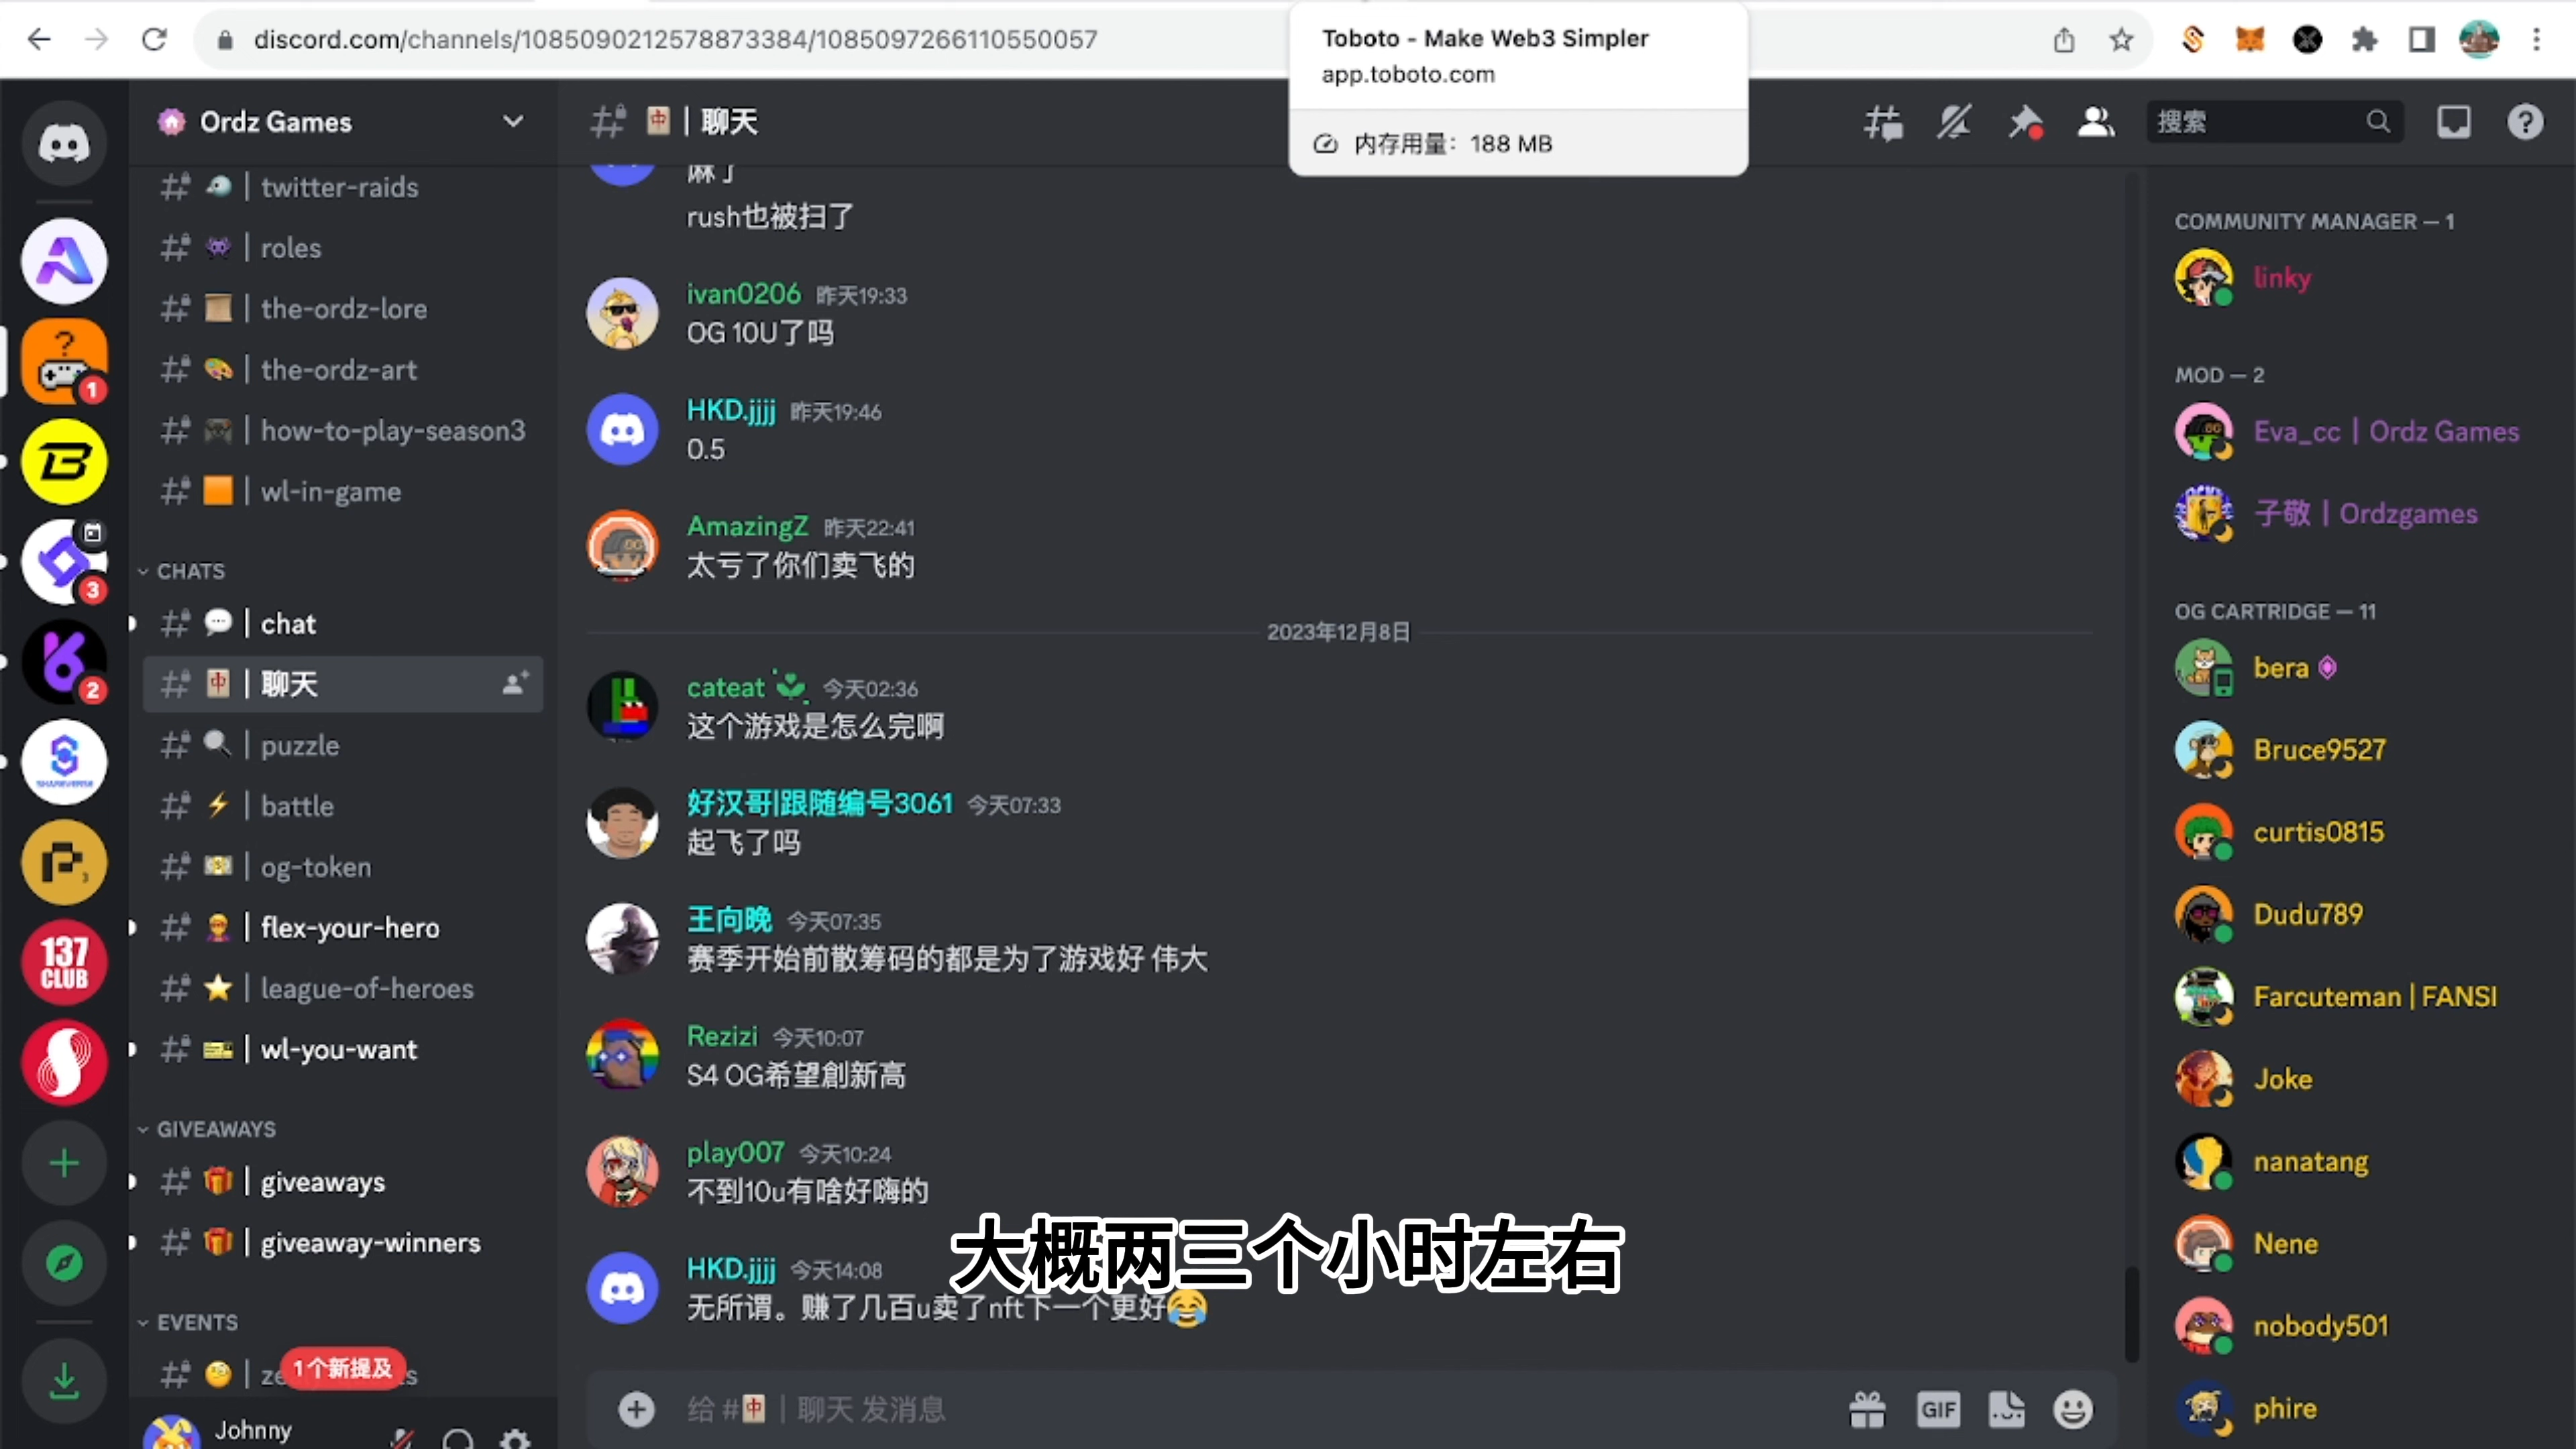 discord.com/channels/1085090212578873384/1085097266110550057
Toboto - Make Web3 Simpler
app.toboto.com
内存用量：188 MB
Ordz Games
twitter-raids
roles
the-ordz-lore
the-ordz-art
how-to-play-season3
wl-in-game
CHATS
chat
中 | 聊天
puzzle
battle
og-token
flex-your-hero
league-of-heroes
wl-you-want
GIVEAWAYS
giveaways
giveaway-winners
EVENTS
1个新提及
Johnny
1
3
2
SHAREVERSE
137
CLUB
中 | 聊天
搜索
麻了
rush也被扫了
ivan0206 昨天19:33
OG 10U了吗
HKD.jjjj 昨天19:46
0.5
AmazingZ 昨天22:41
太亏了你们卖飞的
2023年12月8日
cateat 今天02:36
这个游戏是怎么完啊
好汉哥|跟随编号3061 今天07:33
起飞了吗
王向晚 今天07:35
赛季开始前散筹码的都是为了游戏好 伟大
Rezizi 今天10:07
S4 OG希望創新高
play007 今天10:24
不到10u有啥好嗨的
HKD.jjjj 今天14:08
无所谓。赚了几百u卖了nft下一个更好
大概两三个小时左右
给 #中 | 聊天 发消息
GIF
COMMUNITY MANAGER — 1
linky
MOD — 2
Eva_cc | Ordz Games
子敬 | Ordzgames
OG CARTRIDGE — 11
bera
Bruce9527
curtis0815
Dudu789
Farcuteman | FANSI
Joke
nanatang
Nene
nobody501
phire